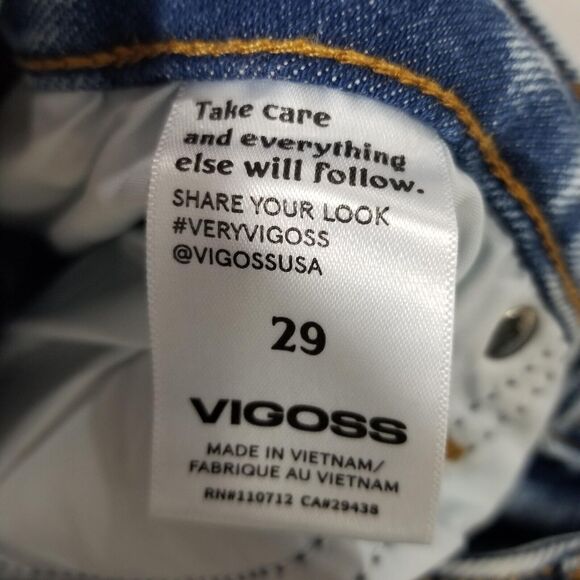 Take care
and everything
else will follow.
SHARE YOUR LOOK
#VERYVIGOSS
@VIGOSSUSA
29
VIGOSS
MADE IN VIETNAM/
FABRIQUE AU VIETNAM
RN#110712 CA#29438